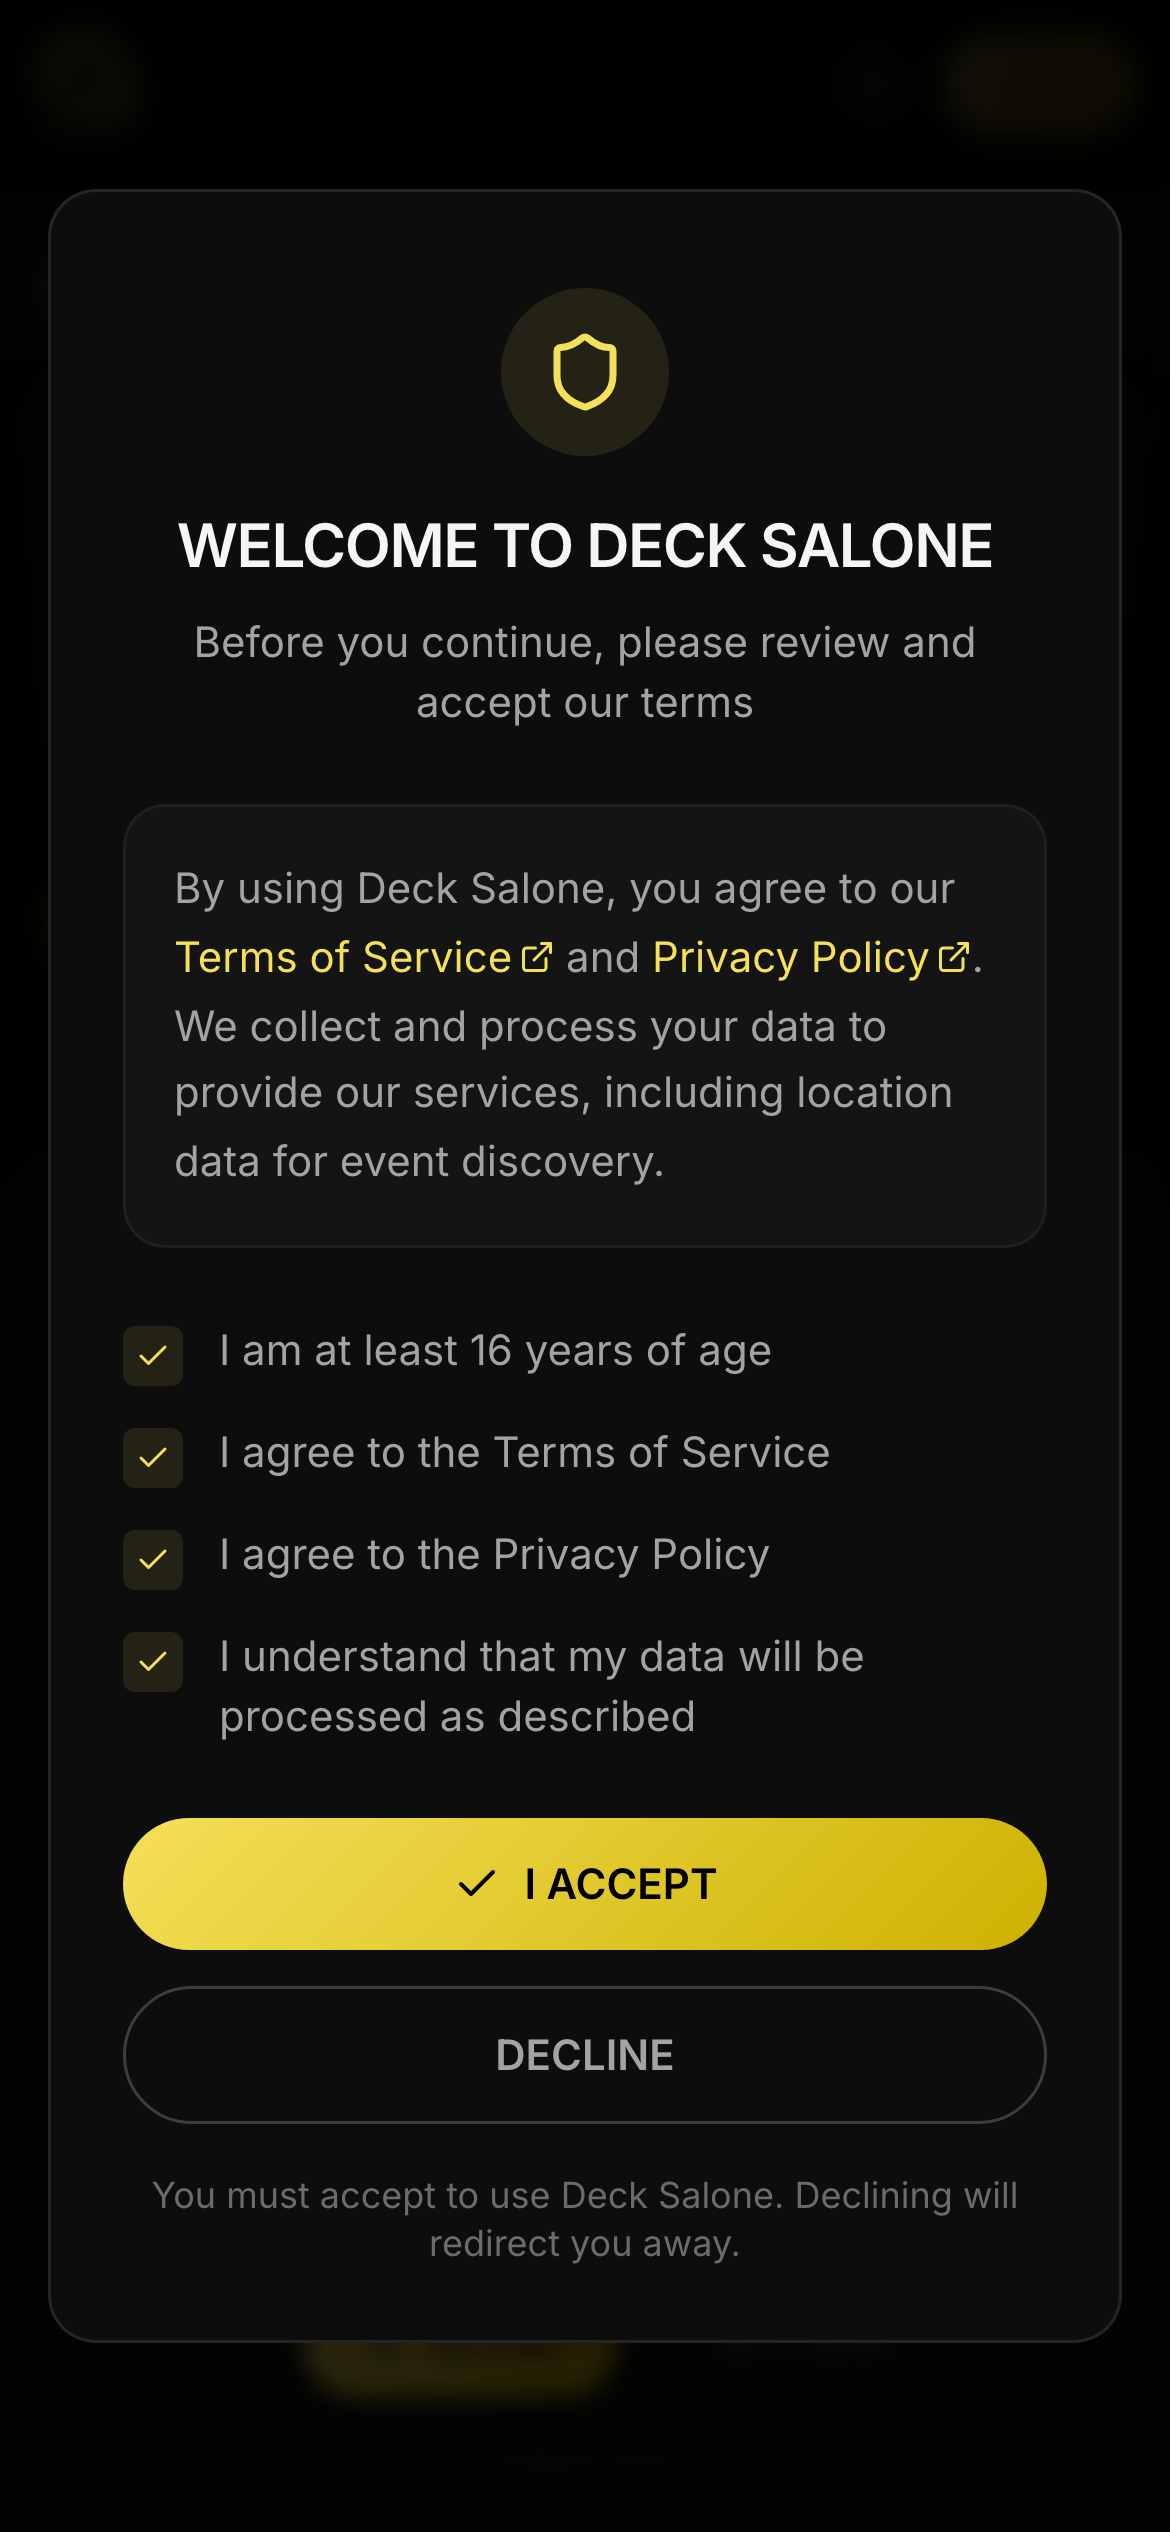 WELCOME TO DECK SALONE
Before you continue, please review and
accept our terms
By using Deck Salone, you agree to our
Terms of Service and Privacy Policy.
We collect and process your data to
provide our services, including location
data for event discovery.
I am at least 16 years of age
I agree to the Terms of Service
I agree to the Privacy Policy
I understand that my data will be
processed as described
I ACCEPT
DECLINE
You must accept to use Deck Salone. Declining will
redirect you away.